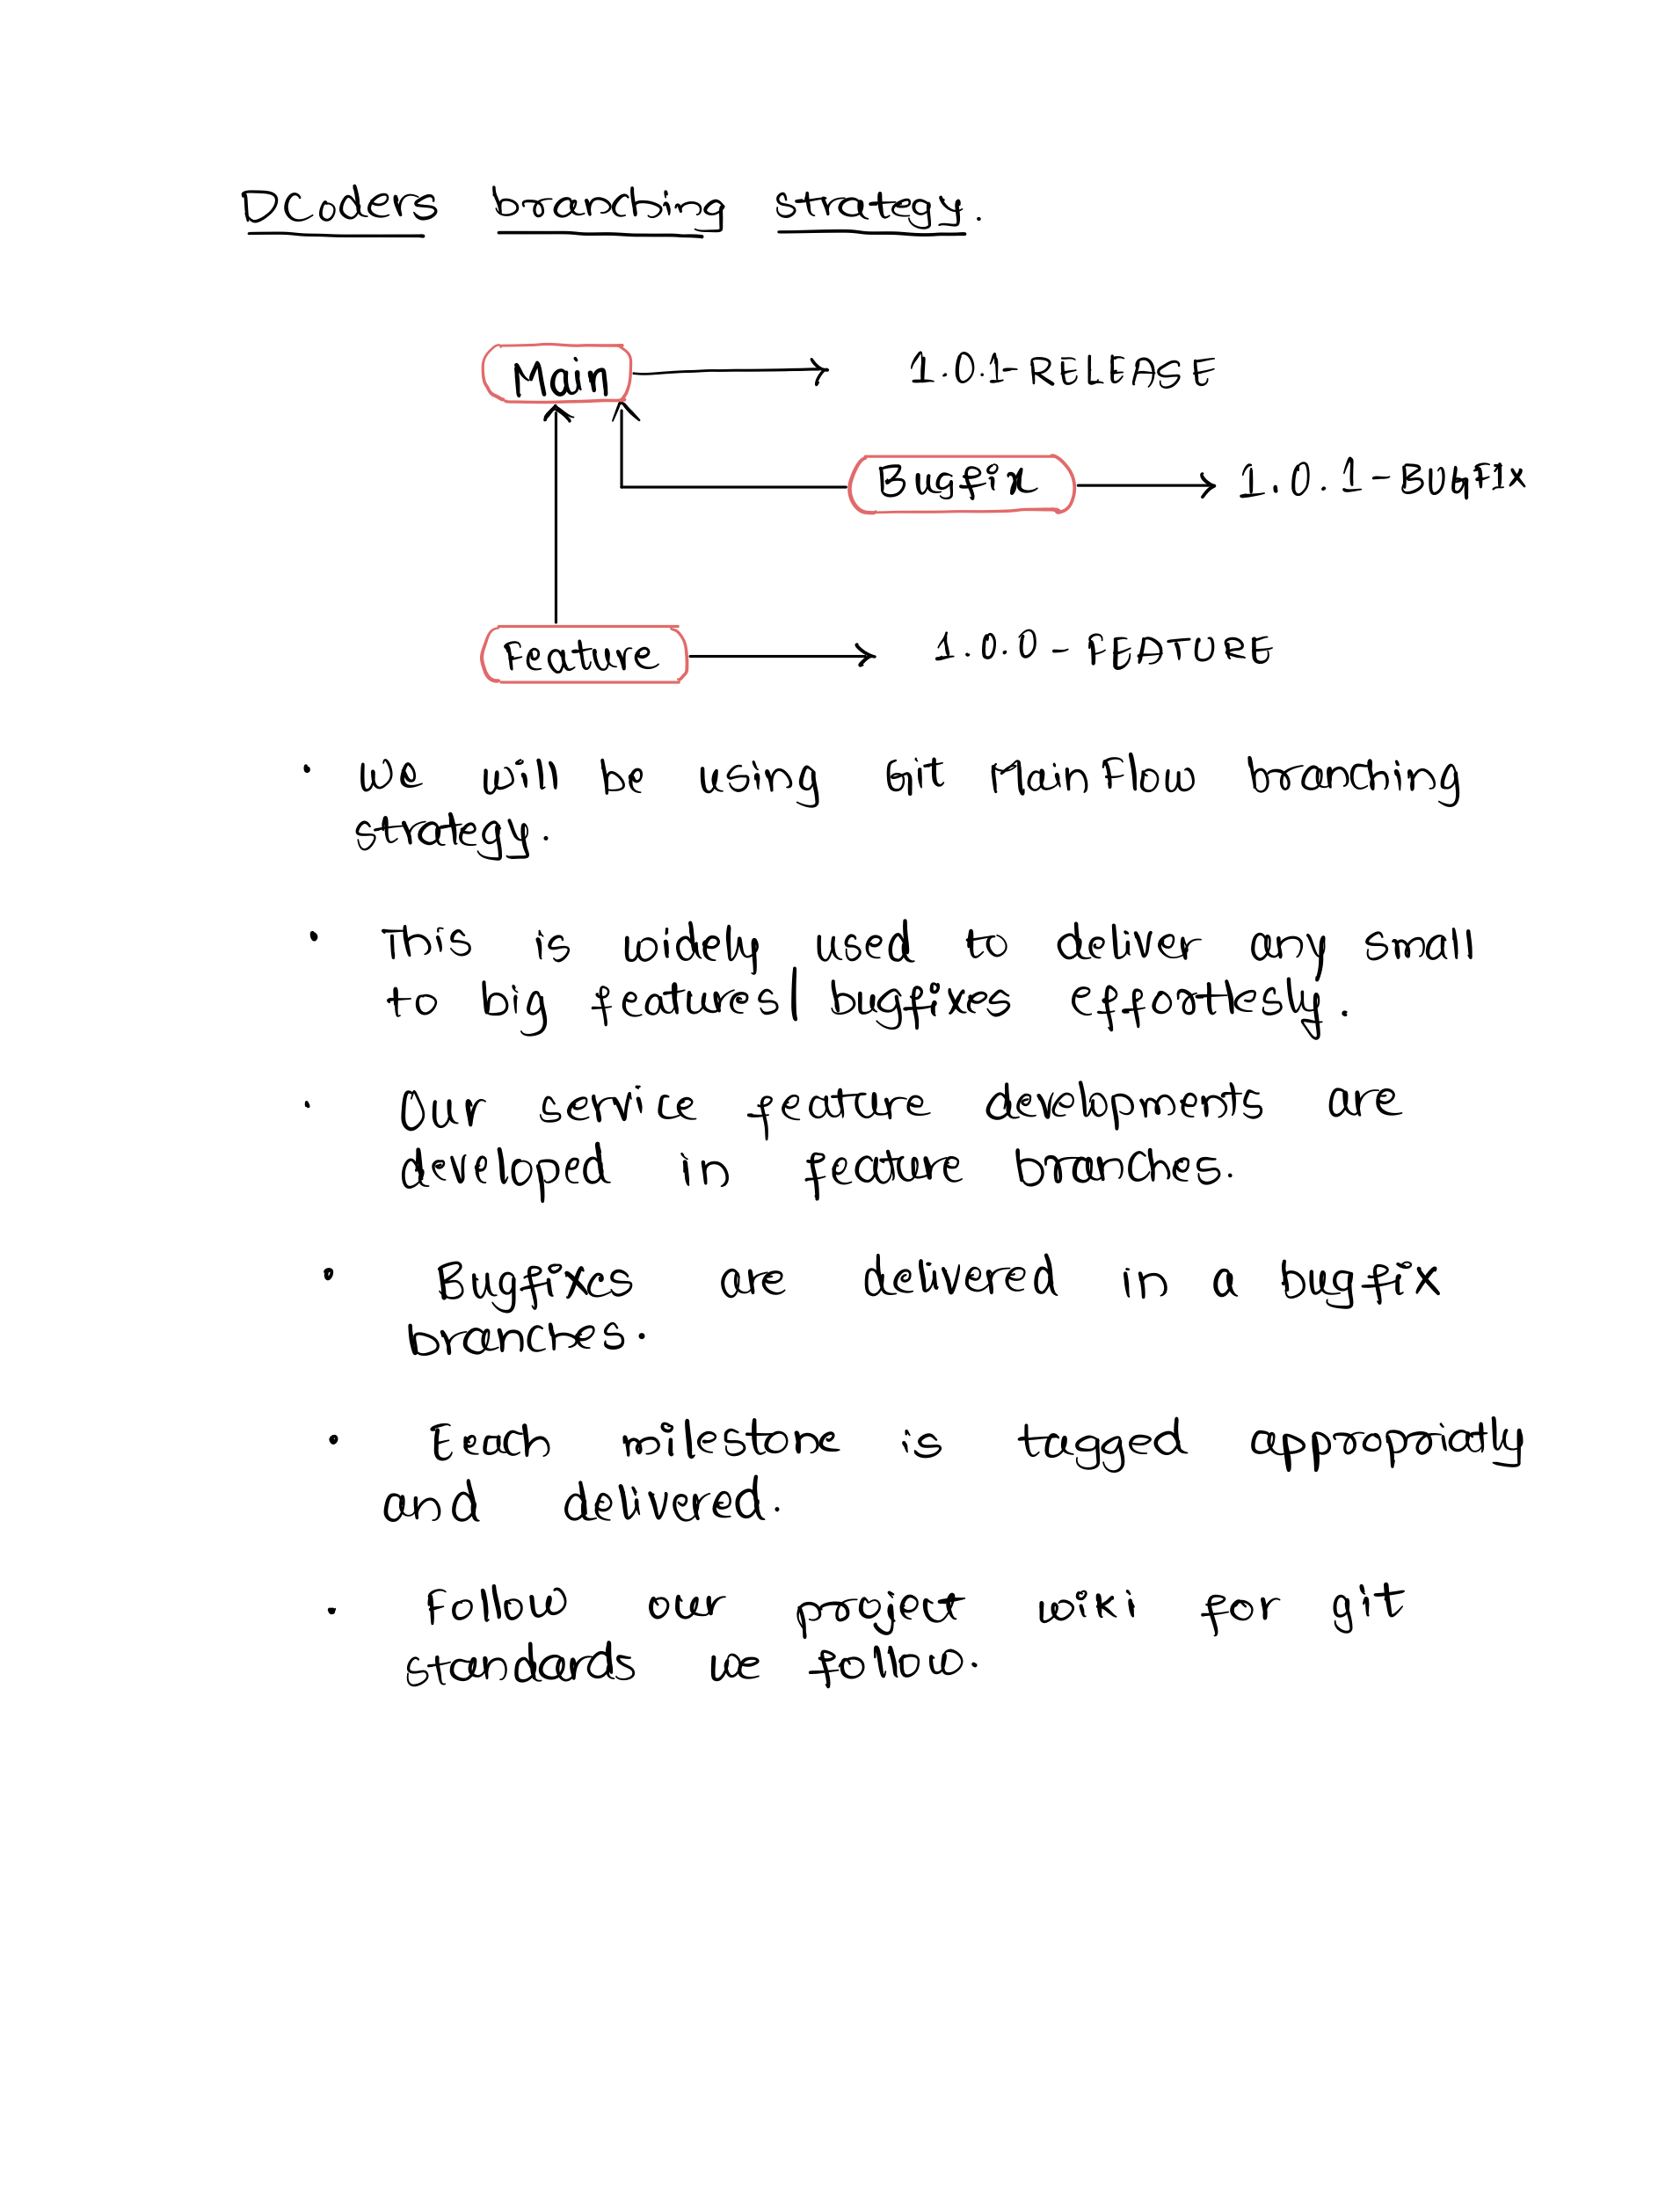 DCoders branching strategy.
Main 1.0.1-RELEASE
Bugfix 1.0.1-BUGFIX
Feature 1.0.0-FEATURE
• We will be using Git Main Flow branching
strategy.
• This is widely used to deliver any small
to big features/bugfixes effortlesly.
• Our service feature developments are
developed in feature branches.
• Bugfixes are delivered in a bugfix
branches.
• Eeach milestone is tagged appropriatly
and delivered.
• Follow our project wiki for git
standards we follow.